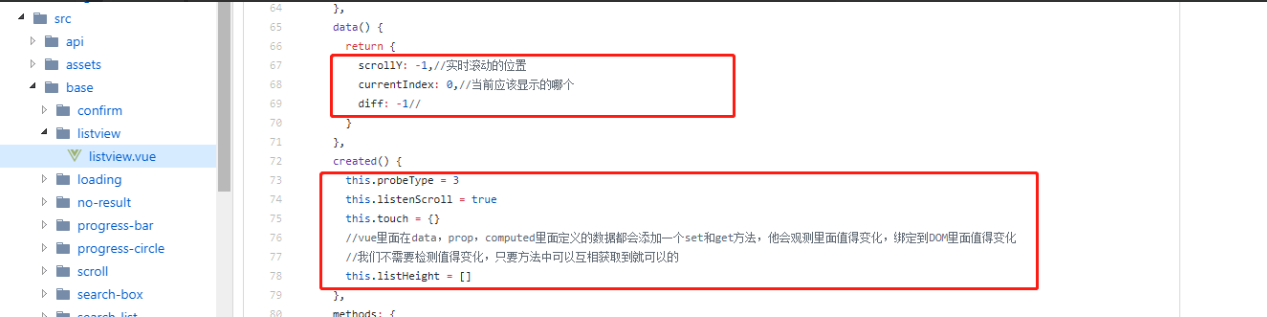 src
api
assets
base
confirm
listview
listview.vue
loading
no-result
progress-bar
progress-circle
scroll
search-box
search-list
64 },
65 data() {
66 return {
67 scrollY: -1,//实时滚动的位置
68 currentIndex: 0,//当前应该显示的哪个
69 diff: -1//
70 }
71 },
72 created() {
73 this.probeType = 3
74 this.listenScroll = true
75 this.touch = {}
76 //vue里面在data，prop，computed里面定义的数据都会添加一个set和get方法，他会观测里面值得变化，绑定到DOM里面值得变化
77 //我们不需要检测值得变化，只要方法中可以互相获取到就可以的
78 this.listHeight = []
79 },
80 methods: {